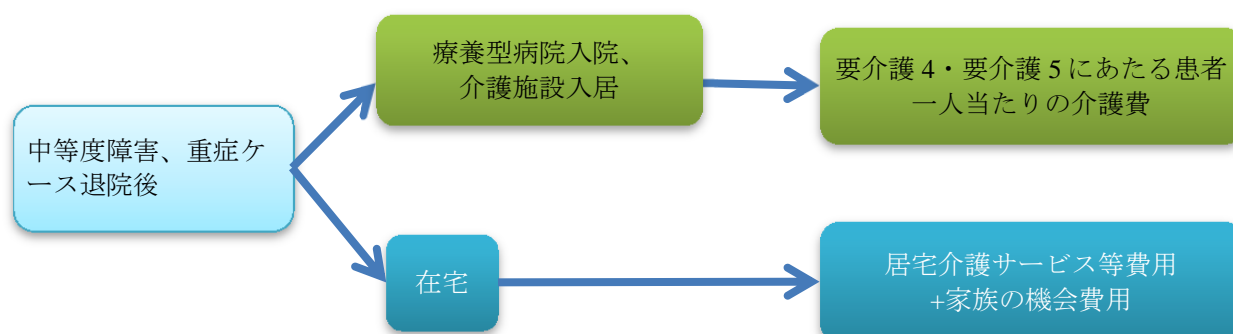 中等度障害、重症ケ
ース退院後
療養型病院入院、
介護施設入居
要介護 4・要介護 5 にあたる患者
一人当たりの介護費
在宅
居宅介護サービス等費用
+家族の機会費用